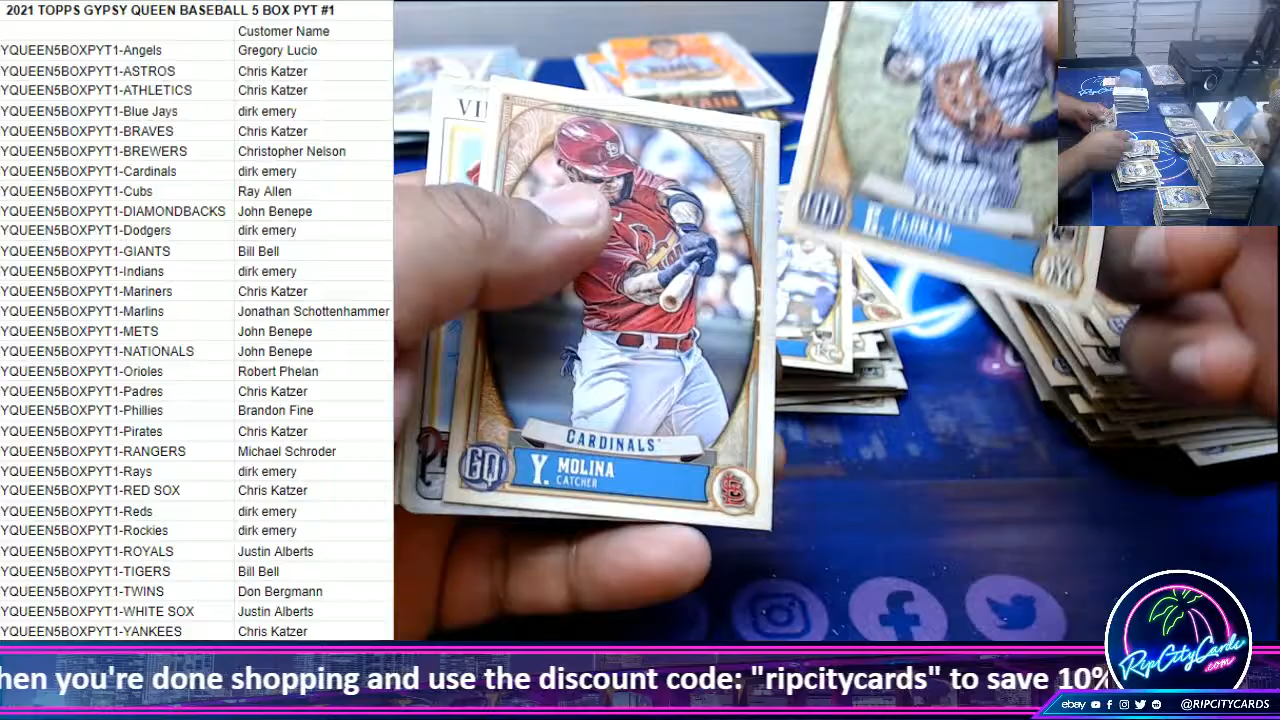 2021 TOPPS GYPSY QUEEN BASEBALL 5 BOX PYT #1
Customer Name
YQUEEN5BOXPYT1-Angels Gregory Lucio
YQUEEN5BOXPYT1-ASTROS Chris Katzer
YQUEEN5BOXPYT1-ATHLETICS Chris Katzer
YQUEEN5BOXPYT1-Blue Jays dirk emery
YQUEEN5BOXPYT1-BRAVES Chris Katzer
YQUEEN5BOXPYT1-BREWERS Christopher Nelson
YQUEEN5BOXPYT1-Cardinals dirk emery
YQUEEN5BOXPYT1-Cubs Ray Allen
YQUEEN5BOXPYT1-DIAMONDBACKS John Benepe
YQUEEN5BOXPYT1-Dodgers dirk emery
YQUEEN5BOXPYT1-GIANTS Bill Bell
YQUEEN5BOXPYT1-Indians dirk emery
YQUEEN5BOXPYT1-Mariners Chris Katzer
YQUEEN5BOXPYT1-Marlins Jonathan Schottenhammer
YQUEEN5BOXPYT1-METS John Benepe
YQUEEN5BOXPYT1-NATIONALS John Benepe
YQUEEN5BOXPYT1-Orioles Robert Phelan
YQUEEN5BOXPYT1-Padres Chris Katzer
YQUEEN5BOXPYT1-Phillies Brandon Fine
YQUEEN5BOXPYT1-Pirates Chris Katzer
YQUEEN5BOXPYT1-RANGERS Michael Schroder
YQUEEN5BOXPYT1-Rays dirk emery
YQUEEN5BOXPYT1-RED SOX Chris Katzer
YQUEEN5BOXPYT1-Reds dirk emery
YQUEEN5BOXPYT1-Rockies dirk emery
YQUEEN5BOXPYT1-ROYALS Justin Alberts
YQUEEN5BOXPYT1-TIGERS Bill Bell
YQUEEN5BOXPYT1-TWINS Don Bergmann
YQUEEN5BOXPYT1-WHITE SOX Justin Alberts
YQUEEN5BOXPYT1-YANKEES Chris Katzer
VI
CARDINALS
GQ Y. MOLINA
CATCHER
hen you're done shopping and use the discount code: "ripcitycards" to save 10%
RipCityCards
.com
ebay @RIPCITYCARDS